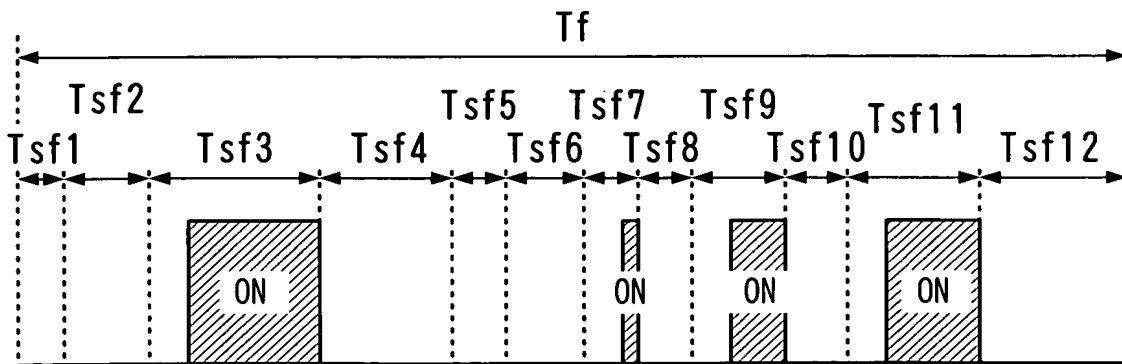 Tf
Tsf2 Tsf5 Tsf7 Tsf9 Tsf11
Tsf1 Tsf3 Tsf4 Tsf6 Tsf8 Tsf10 Tsf12
ON ON ON ON